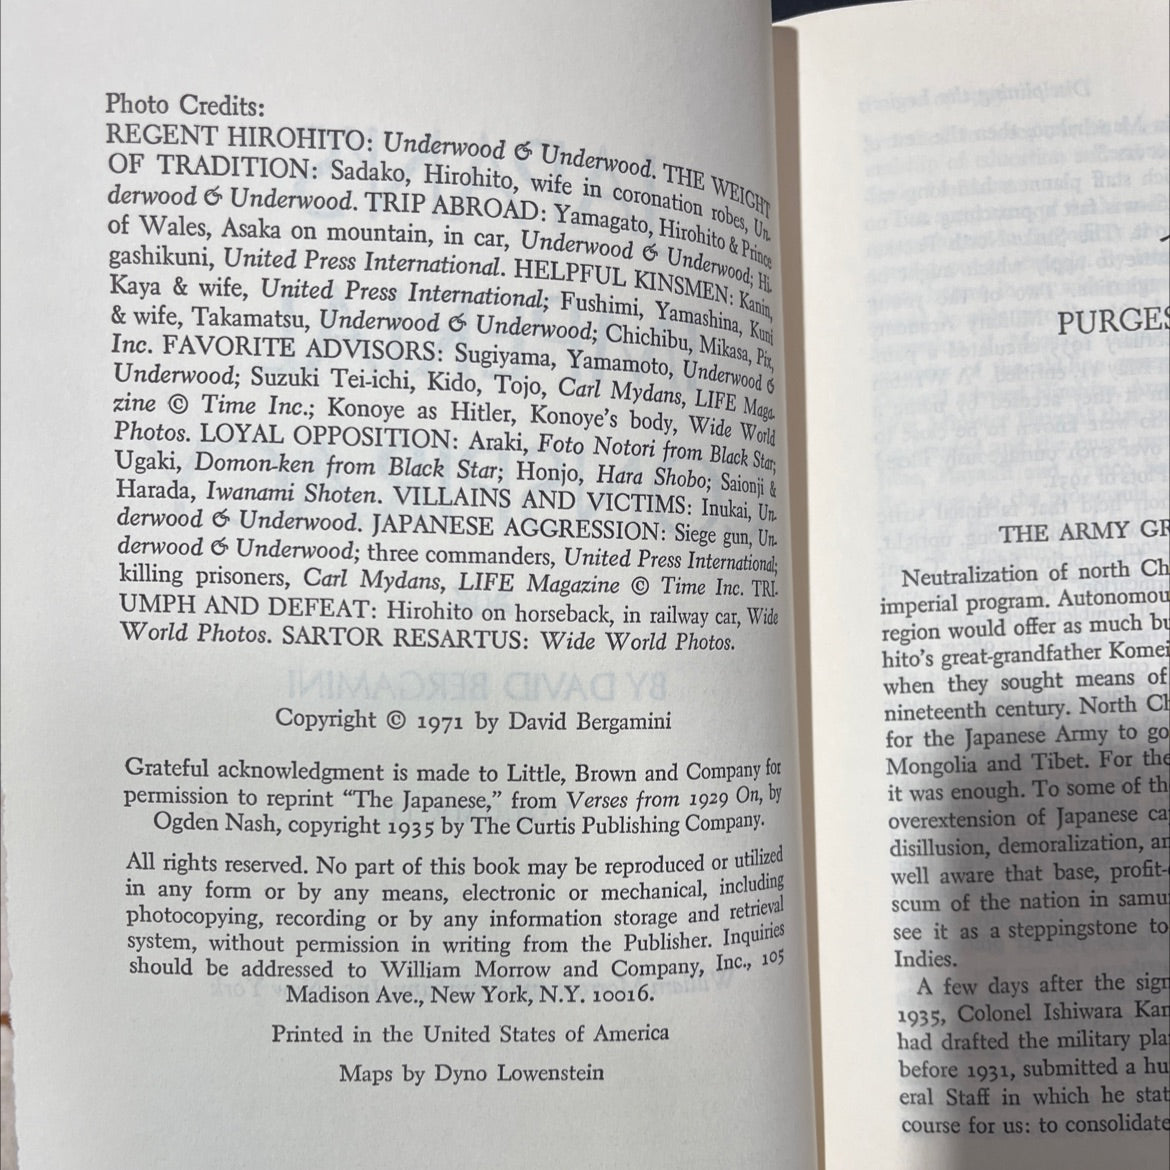 Photo Credits:
REGENT HIROHITO: Underwood & Underwood. THE WEIGHT
OF TRADITION: Sadako, Hirohito, wife in coronation robes, Un-
derwood & Underwood. TRIP ABROAD: Yamagato, Hirohito & Prince
of Wales, Asaka on mountain, in car, Underwood & Underwood; Hi-
gashikuni, United Press International. HELPFUL KINSMEN: Kanin,
Kaya & wife, United Press International; Fushimi, Yamashina, Kuni
& wife, Takamatsu, Underwood & Underwood; Chichibu, Mikasa, Pix,
Inc. FAVORITE ADVISORS: Sugiyama, Yamamoto, Underwood &
Underwood; Suzuki Tei-ichi, Kido, Tojo, Carl Mydans, LIFE Maga-
zine © Time Inc.; Konoye as Hitler, Konoye's body, Wide World
Photos. LOYAL OPPOSITION: Araki, Foto Notori from Black Star;
Ugaki, Domon-ken from Black Star; Honjo, Hara Shobo; Saionji &
Harada, Iwanami Shoten. VILLAINS AND VICTIMS: Inukai, Un-
derwood & Underwood. JAPANESE AGGRESSION: Siege gun, Un-
derwood & Underwood; three commanders, United Press International;
killing prisoners, Carl Mydans, LIFE Magazine © Time Inc. TRI-
UMPH AND DEFEAT: Hirohito on horseback, in railway car, Wide
World Photos. SARTOR RESARTUS: Wide World Photos.
Copyright © 1971 by David Bergamini
Grateful acknowledgment is made to Little, Brown and Company for
permission to reprint "The Japanese," from Verses from 1929 On, by
Ogden Nash, copyright 1935 by The Curtis Publishing Company.
All rights reserved. No part of this book may be reproduced or utilized
in any form or by any means, electronic or mechanical, including
photocopying, recording or by any information storage and retrieval
system, without permission in writing from the Publisher. Inquiries
should be addressed to William Morrow and Company, Inc., 105
Madison Ave., New York, N.Y. 10016.
Printed in the United States of America
Maps by Dyno Lowenstein
PURGES
THE ARMY GR
Neutralization of north Ch
imperial program. Autonomou
region would offer as much bu
hito's great-grandfather Komei
when they sought means of
nineteenth century. North Ch
for the Japanese Army to go
Mongolia and Tibet. For the
it was enough. To some of th
overextension of Japanese ca
disillusion, demoralization, an
well aware that base, profit-
scum of the nation in samu
see it as a steppingstone to
Indies.
A few days after the sign
1935, Colonel Ishiwara Kan
had drafted the military pla
before 1931, submitted a hu
eral Staff in which he stat
course for us: to consolidate